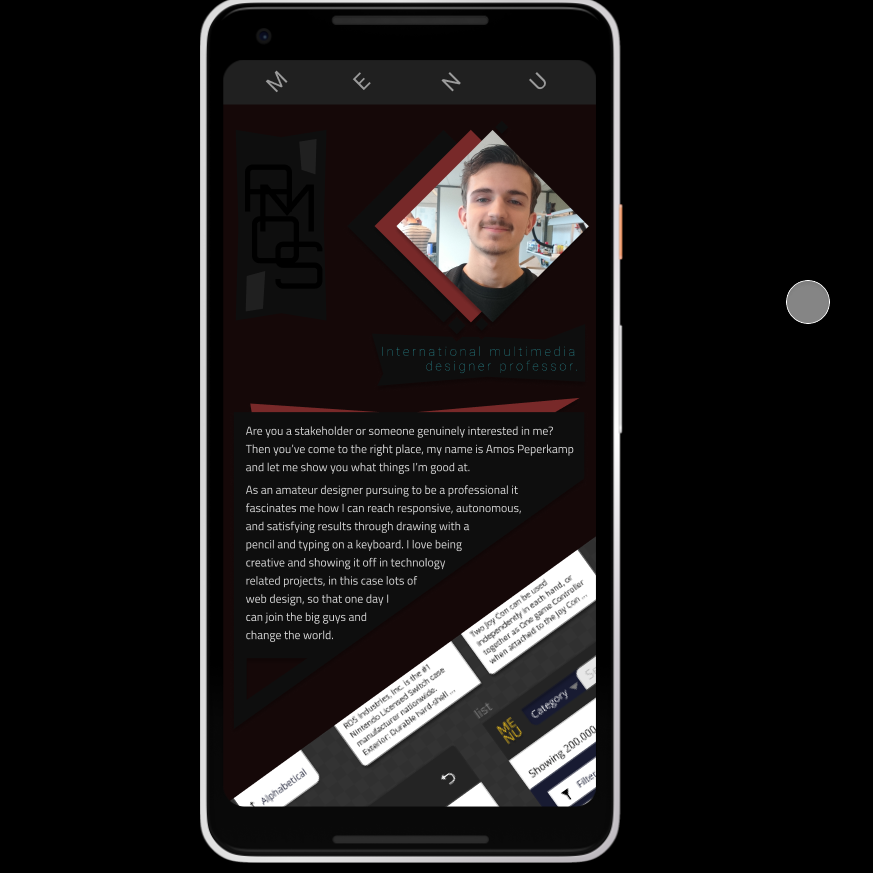 M E N U
AMOS
International multimedia
designer professor.
Are you a stakeholder or someone genuinely interested in me?
Then you've come to the right place, my name is Amos Peperkamp
and let me show you what things I'm good at.
As an amateur designer pursuing to be a professional it
fascinates me how I can reach responsive, autonomous,
and satisfying results through drawing with a
pencil and typing on a keyboard. I love being
creative and showing it off in technology
related projects, in this case lots of
web design, so that one day I
can join the big guys and
change the world.
Two Joy Con can be used
independently in each hand, or
together as One game Controller
when attached to the Joy Con ...
RDS Industries, Inc. is the #1
Nintendo Licensed Switch case
manufacturer nationwide.
Exterior: Durable hard-shell ...
list
ME
NU
Category
Showing 200.000
Filter
Alphabetical